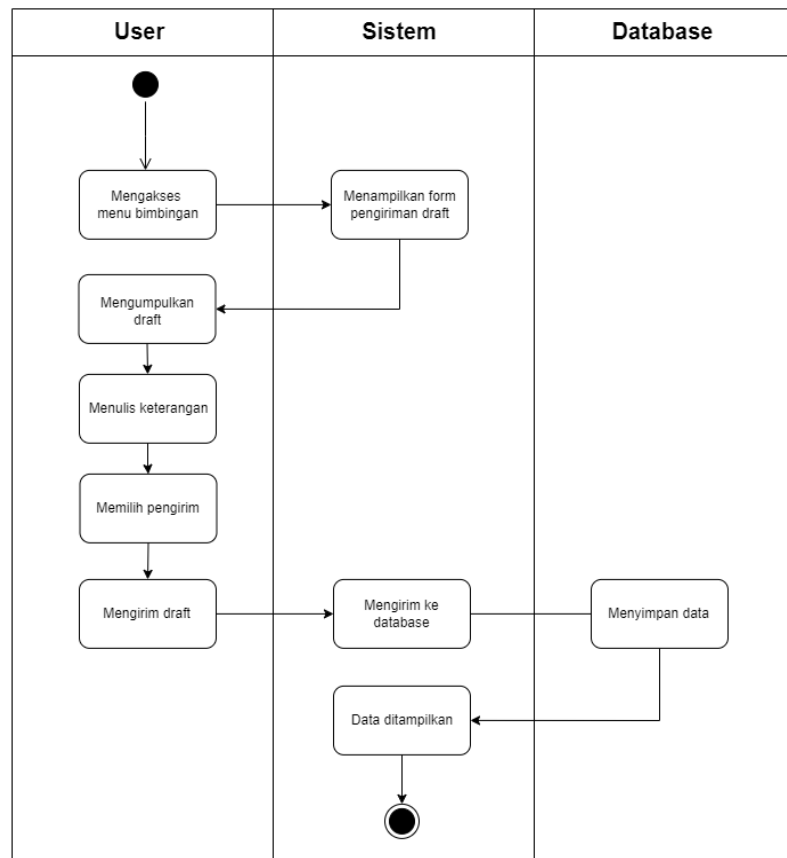 User
Sistem
Database
Mengakses
menu bimbingan
Menampilkan form
pengiriman draft
Mengumpulkan
draft
Menulis keterangan
Memilih pengirim
Mengirim draft
Mengirim ke
database
Menyimpan data
Data ditampilkan